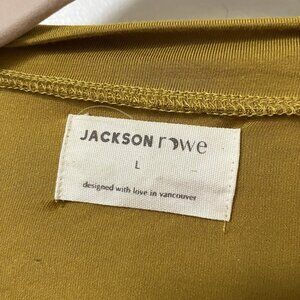 JACKSON rowe
L
designed with love in vancouver